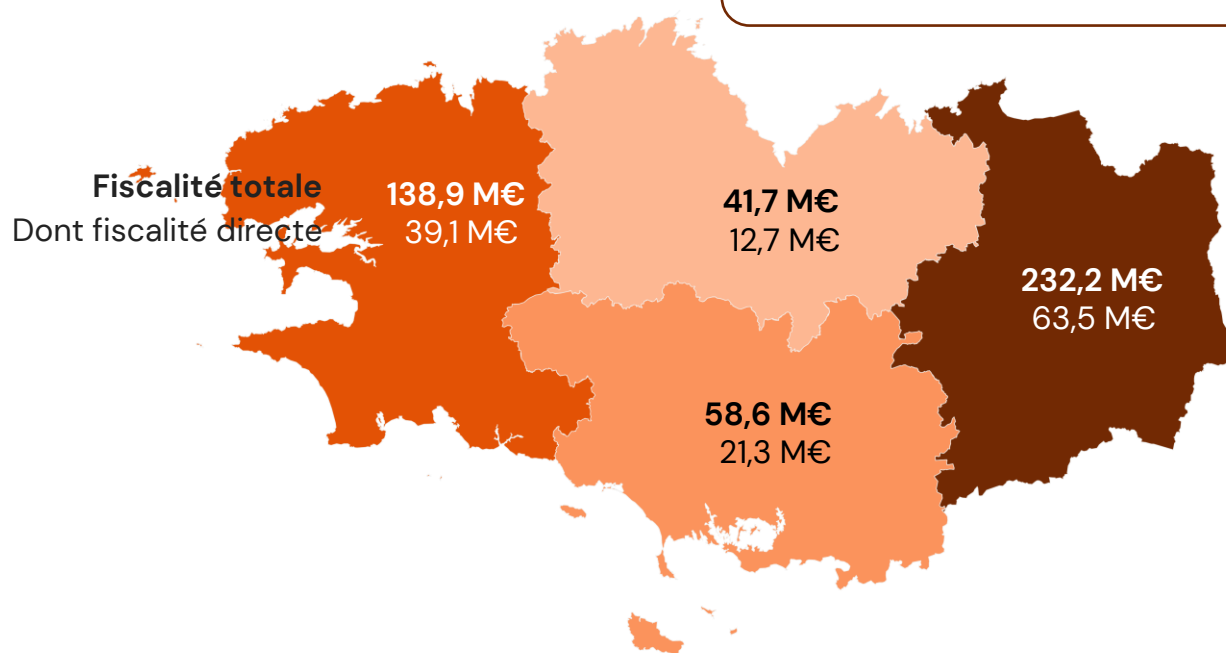 Fiscalité totale
Dont fiscalité directe
138,9 M€
39,1 M€
41,7 M€
12,7 M€
232,2 M€
63,5 M€
58,6 M€
21,3 M€